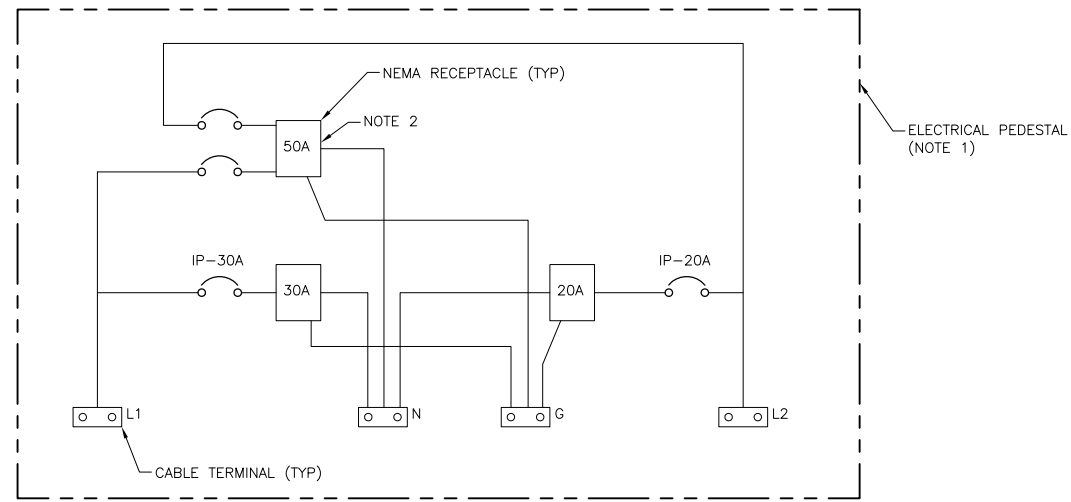 NEMA RECEPTACLE (TYP)
50A
NOTE 2
ELECTRICAL PEDESTAL
(NOTE 1)
IP-30A
IP-20A
30A
20A
L1
N
G
L2
CABLE TERMINAL (TYP)